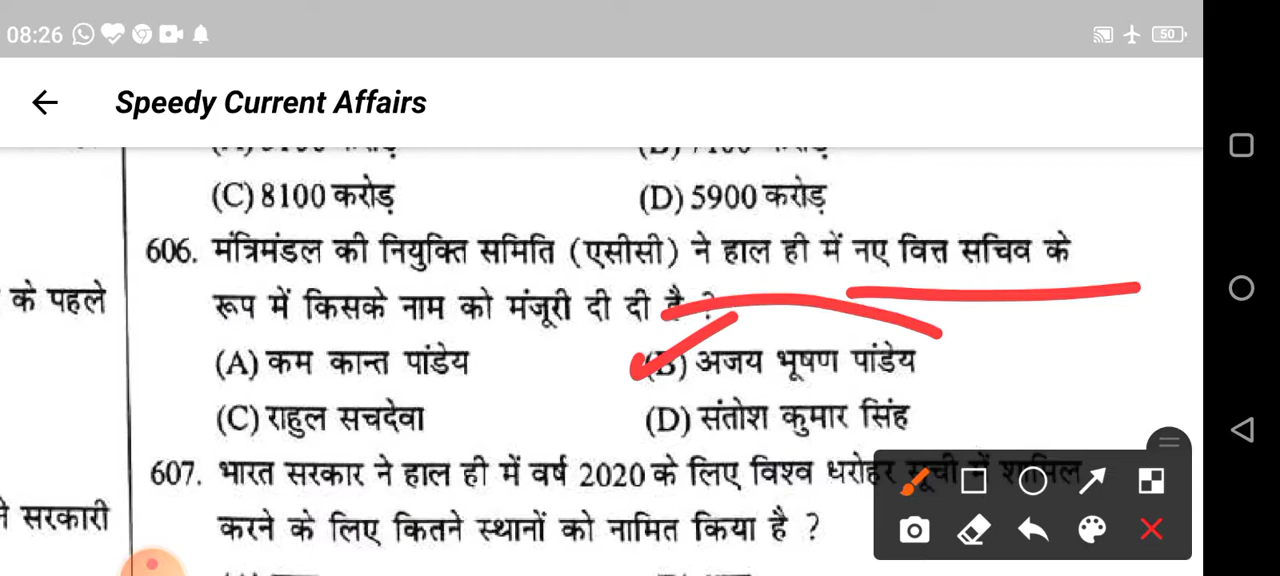 08:26
50
Speedy Current Affairs
(C) 8100 करोड़ (D) 5900 करोड़
606. मंत्रिमंडल की नियुक्ति समिति (एसीसी) ने हाल ही में नए वित्त सचिव के
के पहले
रूप में किसके नाम को मंजूरी दी दी है ?
(A) कम कान्त पांडेय (B) अजय भूषण पांडेय
(C) राहुल सचदेवा (D) संतोश कुमार सिंह
607. भारत सरकार ने हाल ही में वर्ष 2020 के लिए विश्व धरोहर सूची में शामिल
सरकारी
करने के लिए कितने स्थानों को नामित किया है ?